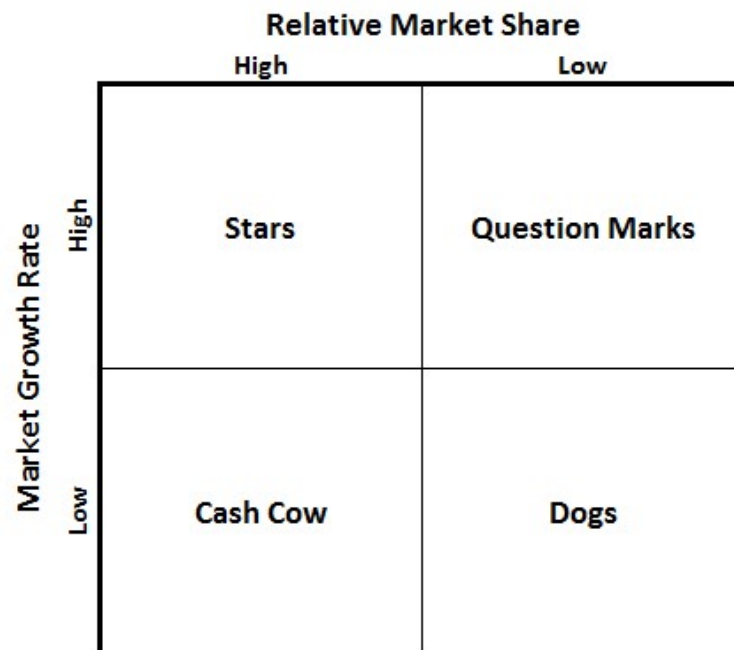 Relative Market Share
High Low
Market Growth Rate
High
Stars Question Marks
Low
Cash Cow Dogs